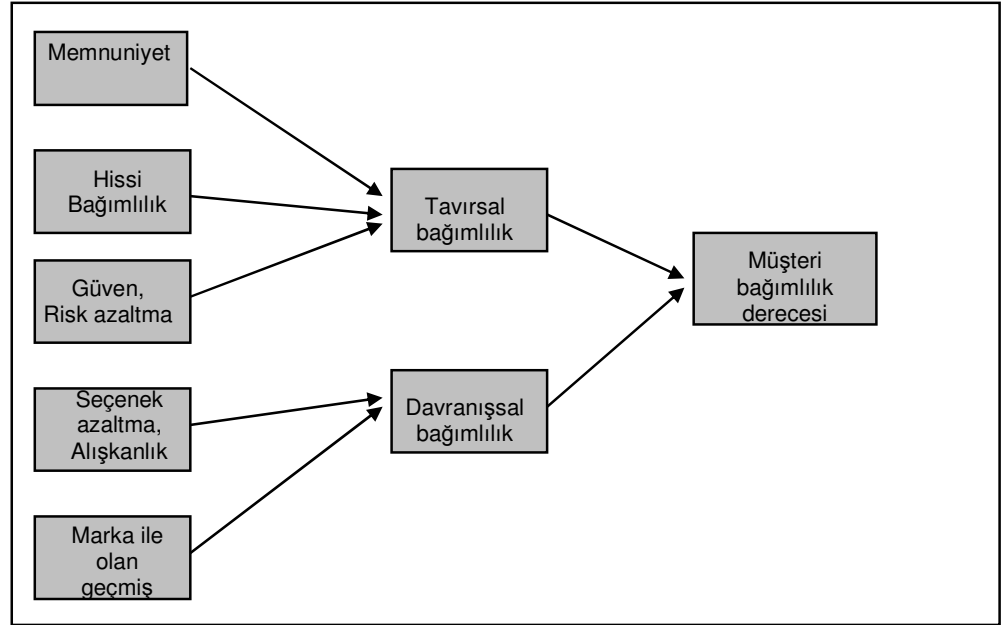 Memnuniyet
Hissi
Bağımlılık
Güven,
Risk azaltma
Seçenek
azaltma,
Alışkanlık
Marka ile
olan
geçmiş
Tavırsal
bağımlılık
Davranışsal
bağımlılık
Müşteri
bağımlılık
derecesi